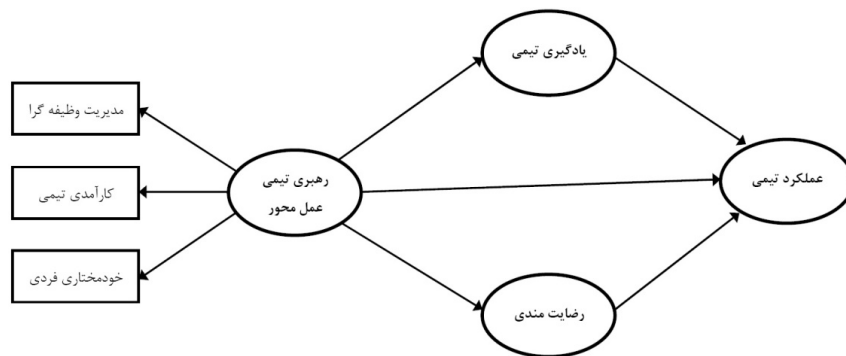 یادگیری تیمی
مدیریت وظیفه گرا
رهبری تیمی
عمل محور
کارآمدی تیمی
عملکرد تیمی
خودمختاری فردی
رضایت مندی